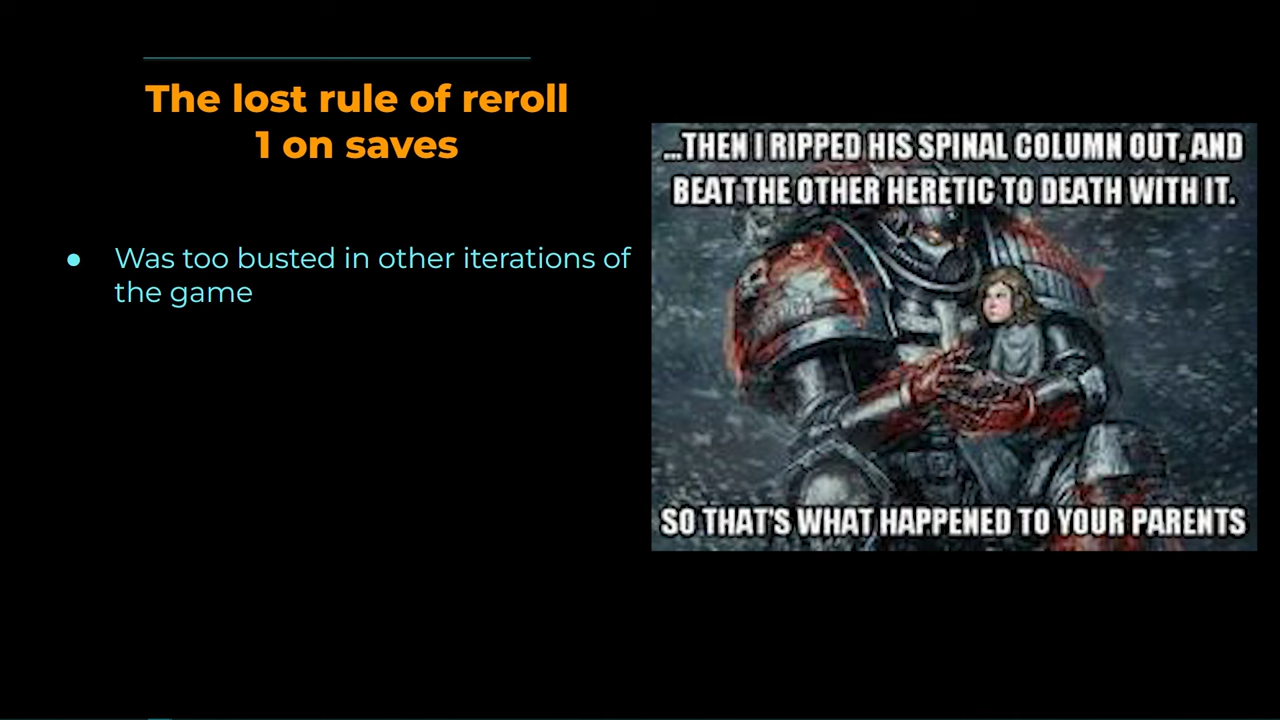 The lost rule of reroll
1 on saves
● Was too busted in other iterations of
the game
...THEN I RIPPED HIS SPINAL COLUMN OUT, AND
BEAT THE OTHER HERETIC TO DEATH WITH IT.
SO THAT'S WHAT HAPPENED TO YOUR PARENTS